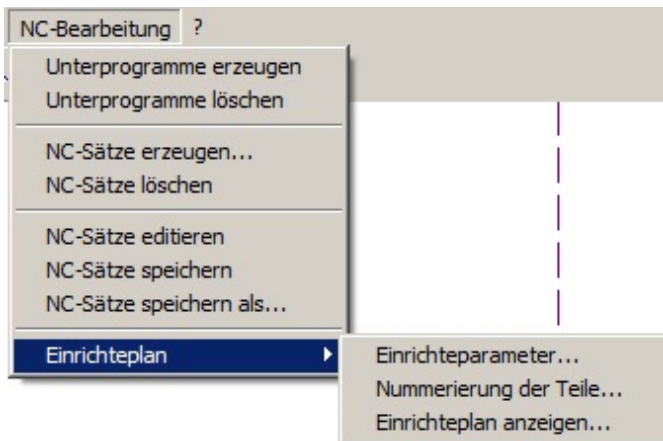 NC-Bearbeitung ?
Unterprogramme erzeugen
Unterprogramme löschen
NC-Sätze erzeugen...
NC-Sätze löschen
NC-Sätze editieren
NC-Sätze speichern
NC-Sätze speichern als...
Einrichteplan
Einrichteparameter...
Nummerierung der Teile...
Einrichteplan anzeigen...